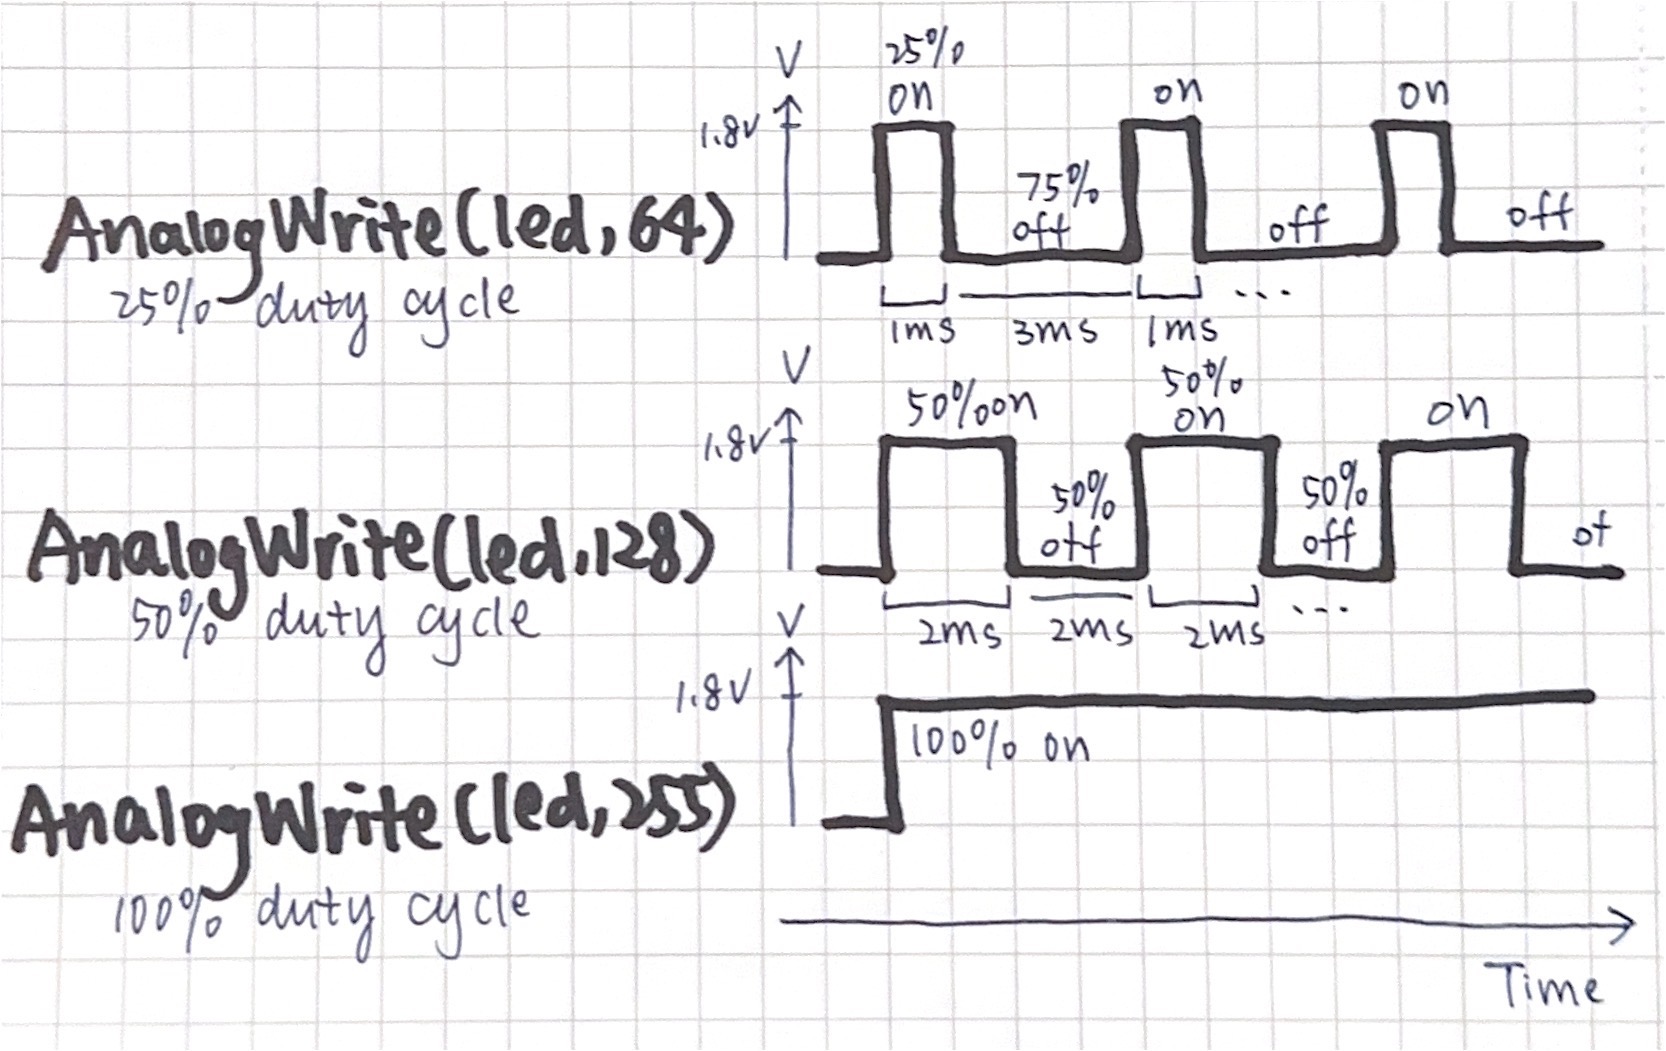 V
25%
on
on
on
1.8V
75%
off
off
off
AnalogWrite(led,64)
25% duty cycle
1ms
3ms
1ms
...
V
50%on
50%
on
on
1.8V
50%
off
50%
off
of
AnalogWrite(led,128)
50% duty cycle
2ms
2ms
2ms
...
V
1.8V
100% on
AnalogWrite(led,255)
100% duty cycle
Time